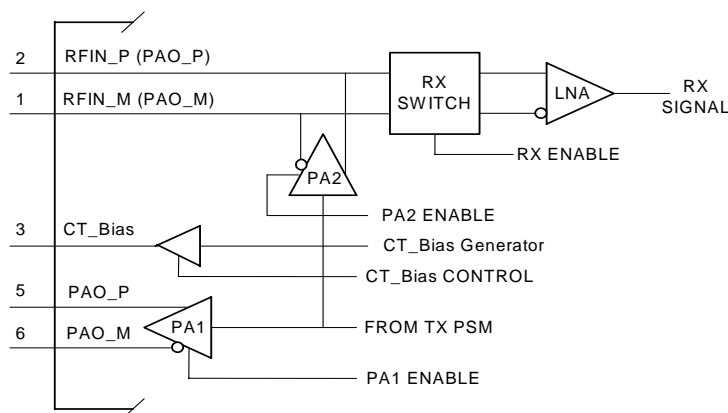 2 RFIN_P (PAO_P)
1 RFIN_M (PAO_M)
RX
SWITCH
LNA
RX
SIGNAL
RX ENABLE
PA2
PA2 ENABLE
3 CT_Bias
CT_Bias Generator
CT_Bias CONTROL
5 PAO_P
6 PAO_M
PA1
FROM TX PSM
PA1 ENABLE